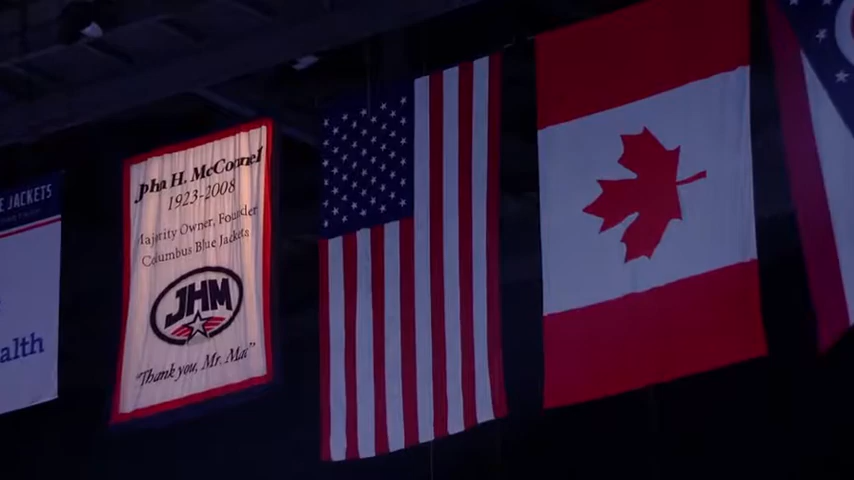 E JACKETS
alth
John H. McConnell
1923-2008
Majority Owner, Founder
Columbus Blue Jackets
JHM
"Thank you, Mr. Mac"